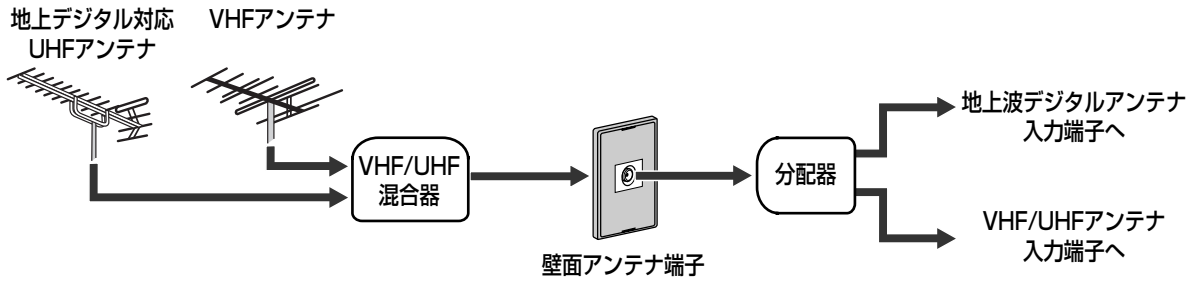 地上デジタル対応
UHFアンテナ
VHFアンテナ
VHF/UHF
混合器
壁面アンテナ端子
分配器
地上波デジタルアンテナ
入力端子へ
VHF/UHFアンテナ
入力端子へ